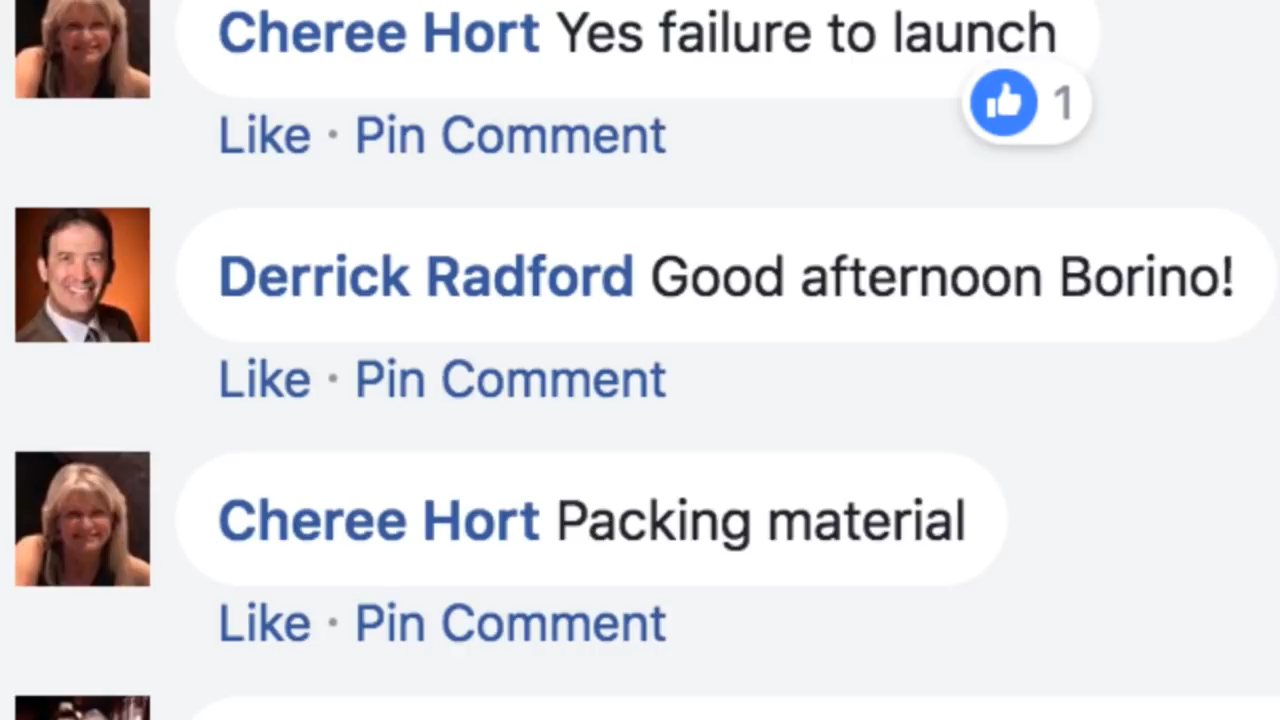 Cheree Hort Yes failure to launch
1
Like · Pin Comment
Derrick Radford Good afternoon Borino!
Like · Pin Comment
Cheree Hort Packing material
Like · Pin Comment